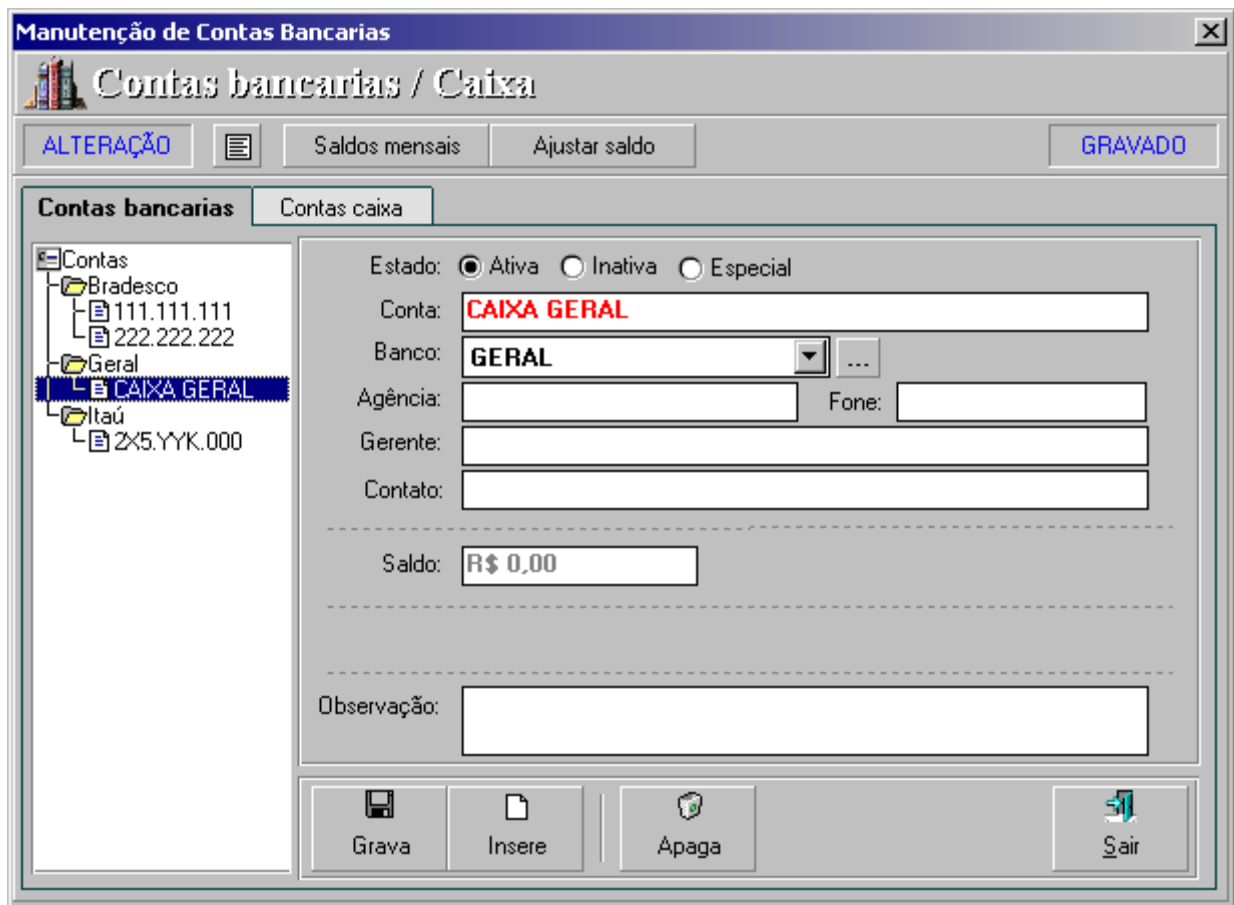 Manutenção de Contas Bancarias
Contas bancarias / Caixa
ALTERAÇÃO Saldos mensais Ajustar saldo GRAVADO
Contas bancarias Contas caixa
Contas
Bradesco
111.111.111
222.222.222
Geral
CAIXA GERAL
Itaú
2X5.YYK.000
Estado: Ativa Inativa Especial
Conta: CAIXA GERAL
Banco: GERAL ...
Agência: Fone:
Gerente:
Contato:
Saldo: R$ 0,00
Observação:
Grava Insere Apaga Sair